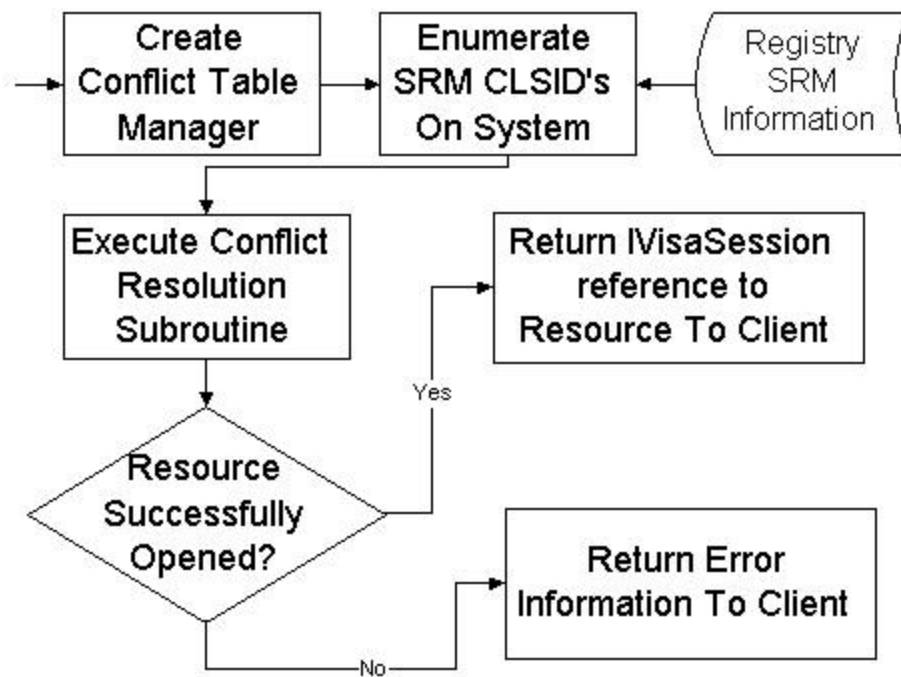 Create
Conflict Table
Manager
Enumerate
SRM CLSID's
On System
Registry
SRM
Information
Execute Conflict
Resolution
Subroutine
Return IVisaSession
reference to
Resource To Client
Yes
Resource
Successfully
Opened?
Return Error
Information To Client
No